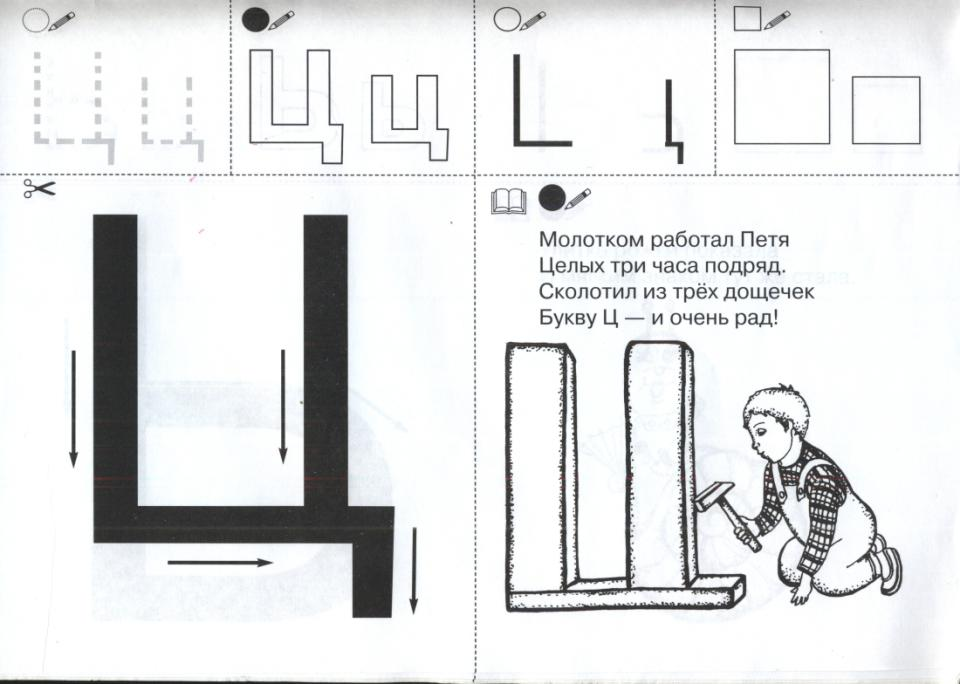 Ц ц
Ц ц
Ц
Молотком работал Петя
Целых три часа подряд.
Сколотил из трёх дощечек
Букву Ц — и очень рад!